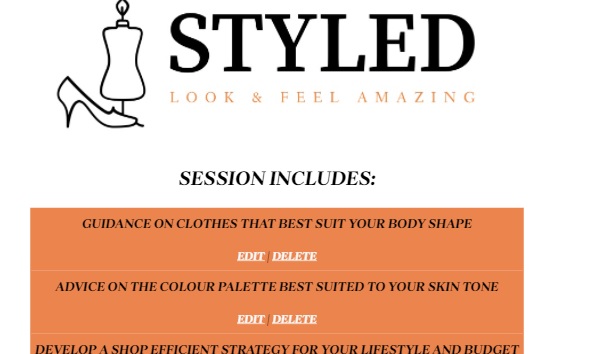 STYLED
LOOK & FEEL AMAZING
SESSION INCLUDES:
GUIDANCE ON CLOTHES THAT BEST SUIT YOUR BODY SHAPE
EDIT | DELETE
ADVICE ON THE COLOUR PALETTE BEST SUITED TO YOUR SKIN TONE
EDIT | DELETE
DEVELOP A SHOP EFFICIENT STRATEGY FOR YOUR LIFESTYLE AND BUDGET